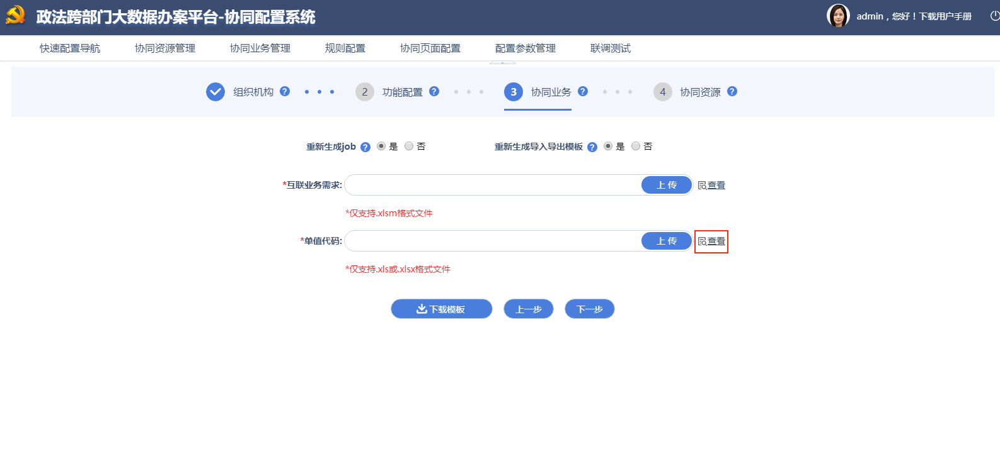 政法跨部门大数据办案平台-协同配置系统
admin，您好！下载用户手册
快速配置导航 协同资源管理 协同业务管理 规则配置 协同页面配置 配置参数管理 联调测试
组织机构 ? 2 功能配置 ? 3 协同业务 ? 4 协同资源 ?
重新生成job ? 是 否 重新生成导入导出模板 ? 是 否
*互联业务需求: 上 传 查看
*仅支持.xlsm格式文件
*单值代码: 上 传 查看
*仅支持.xls或.xlsx格式文件
下载模板 上一步 下一步